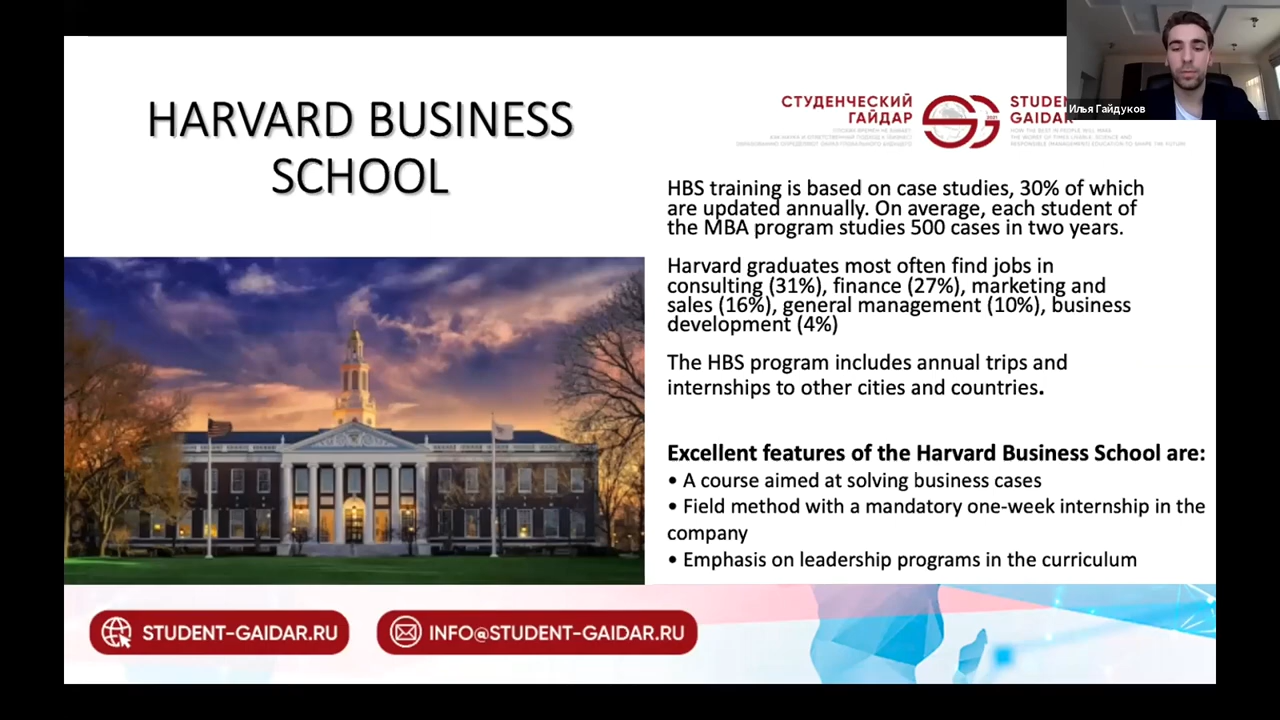 HARVARD BUSINESS
SCHOOL
СТУДЕНЧЕСКИЙ
ГАЙДАР
STUDENT
GAIDAR
2021
Илья Гайдуков
HBS training is based on case studies, 30% of which
are updated annually. On average, each student of
the MBA program studies 500 cases in two years.
Harvard graduates most often find jobs in
consulting (31%), finance (27%), marketing and
sales (16%), general management (10%), business
development (4%)
The HBS program includes annual trips and
internships to other cities and countries.
Excellent features of the Harvard Business School are:
• A course aimed at solving business cases
• Field method with a mandatory one-week internship in the
company
• Emphasis on leadership programs in the curriculum
STUDENT-GAIDAR.RU
INFO@STUDENT-GAIDAR.RU